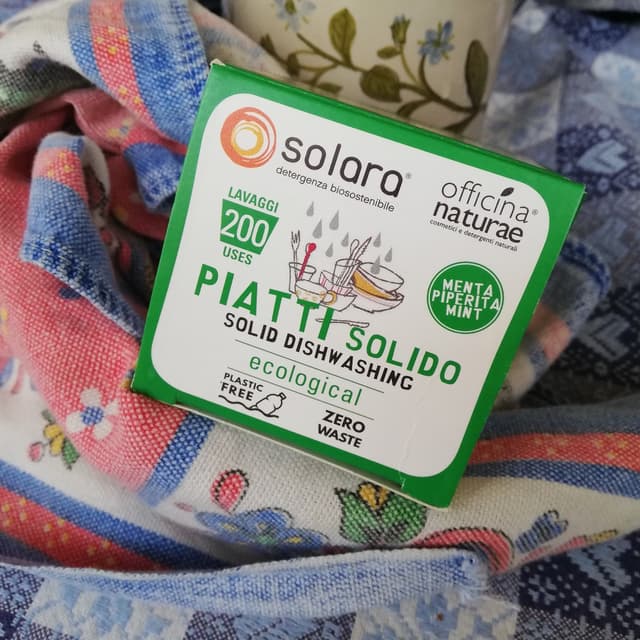 solara®
detergenza biosostenibile
officina
naturae®
cosmetici e detergenti naturali
LAVAGGI
200
USES
MENTA
PIPERITA
MINT
PIATTI SOLIDO
SOLID DISHWASHING
ecological
PLASTIC
FREE
ZERO
WASTE